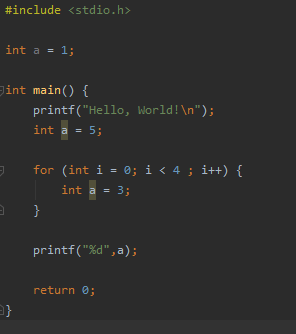 #include <stdio.h>
int a = 1;
int main() {
printf("Hello, World!\n");
int a = 5;
for (int i = 0; i < 4 ; i++) {
int a = 3;
}
printf("%d",a);
return 0;
}